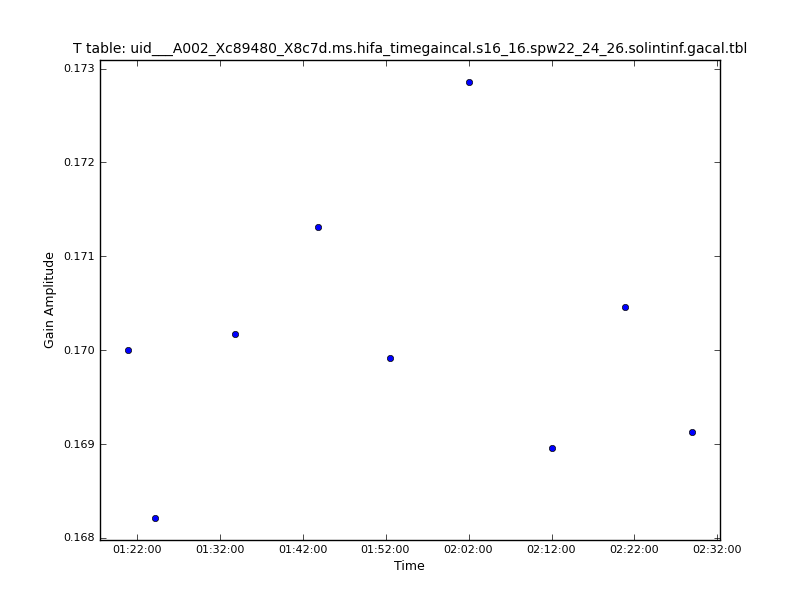 T table: uid___A002_Xc89480_X8c7d.ms.hifa_timegaincal.s16_16.spw22_24_26.solintinf.gacal.tbl
0.173
0.172
0.171
0.170
0.169
0.168
Gain Amplitude
01:22:00 01:32:00 01:42:00 01:52:00 02:02:00 02:12:00 02:22:00 02:32:00
Time